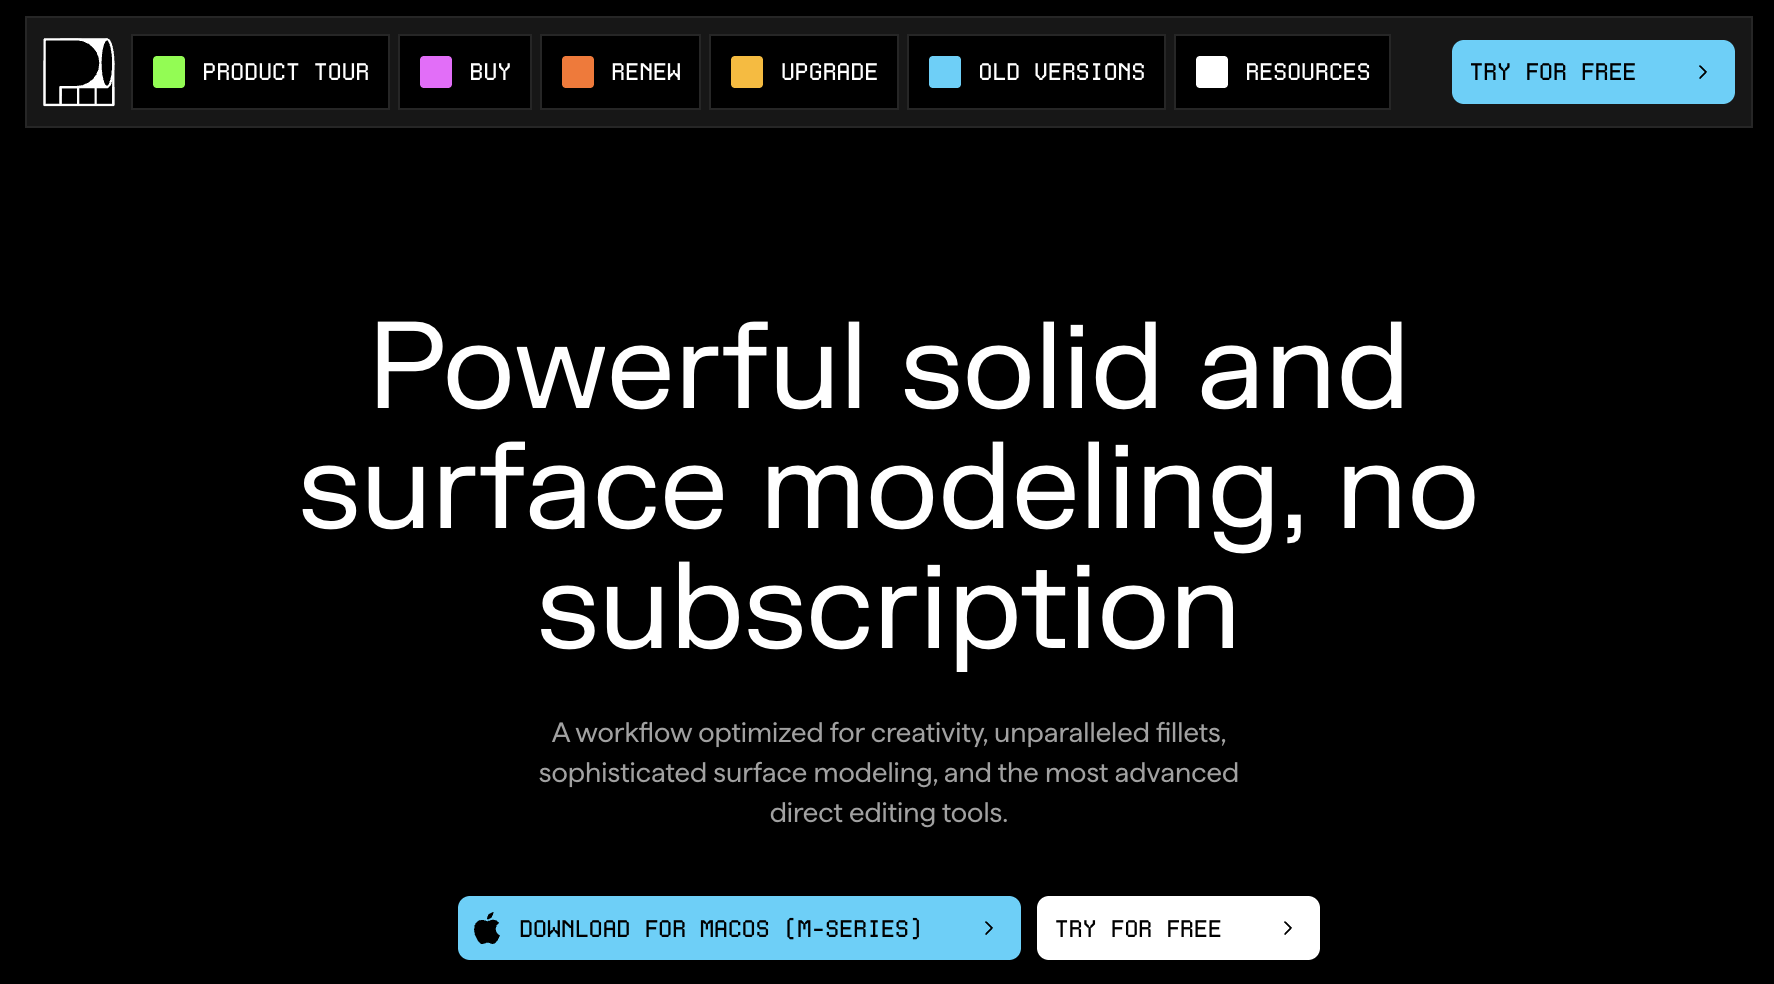 PRODUCT TOUR
BUY
RENEW
UPGRADE
OLD VERSIONS
RESOURCES
TRY FOR FREE
Powerful solid and
surface modeling, no
subscription
A workflow optimized for creativity, unparalleled fillets,
sophisticated surface modeling, and the most advanced
direct editing tools.
DOWNLOAD FOR MACOS (M-SERIES)
TRY FOR FREE